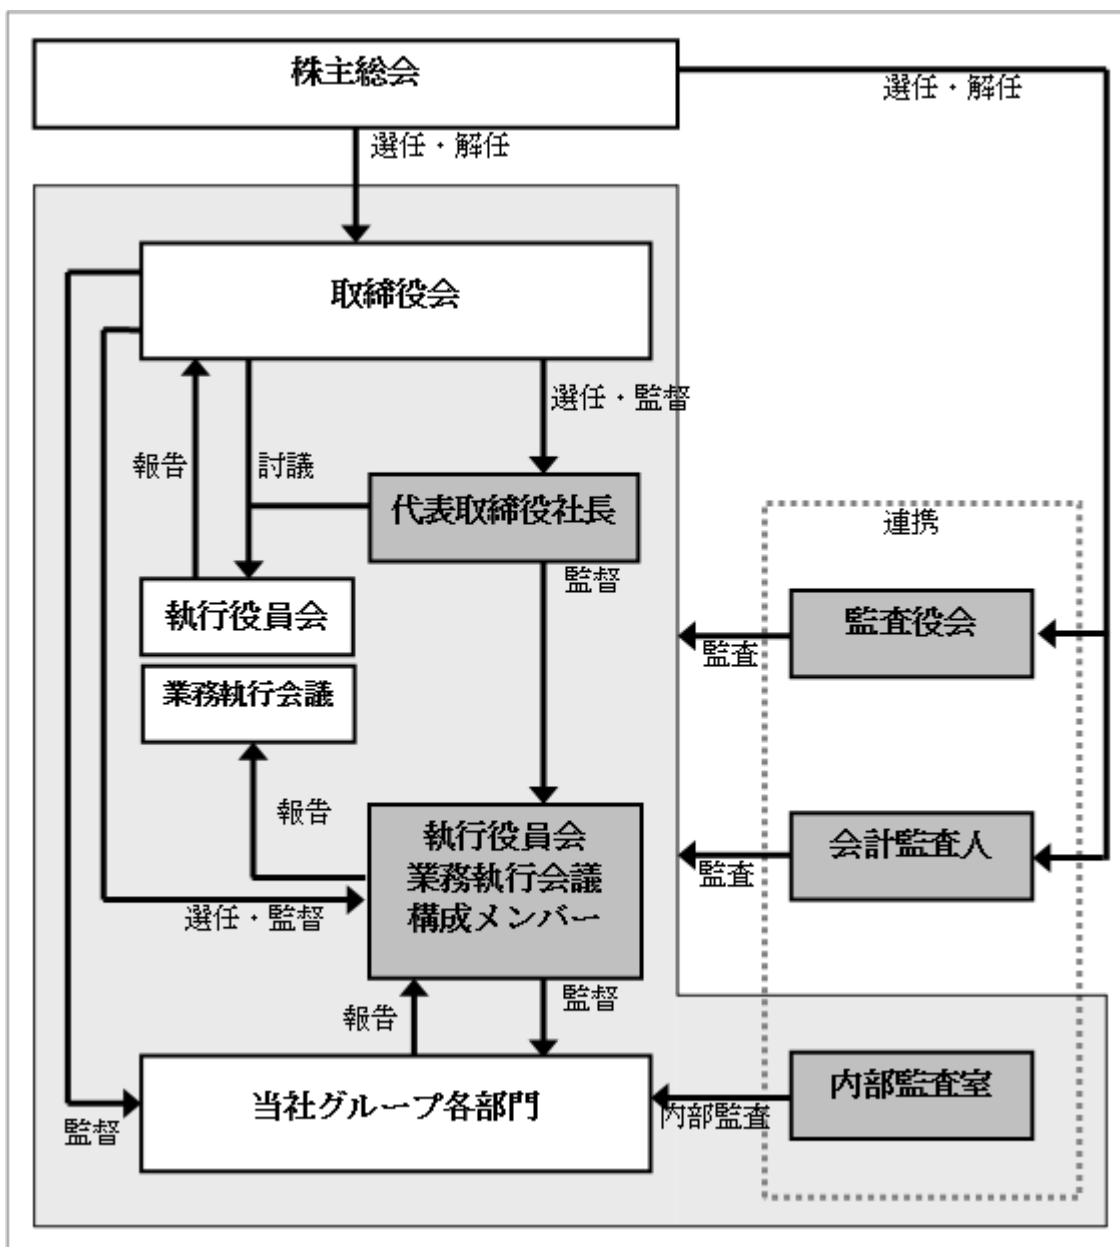 株主総会
選任・解任
選任・解任
取締役会
選任・監督
報告
討議
代表取締役社長
連携
監督
執行役員会
監査役会
監査
業務執行会議
報告
執行役員会
業務執行会議
構成メンバー
会計監査人
監査
選任・監督
報告
監督
内部監査室
当社グループ各部門
内部監査
監督